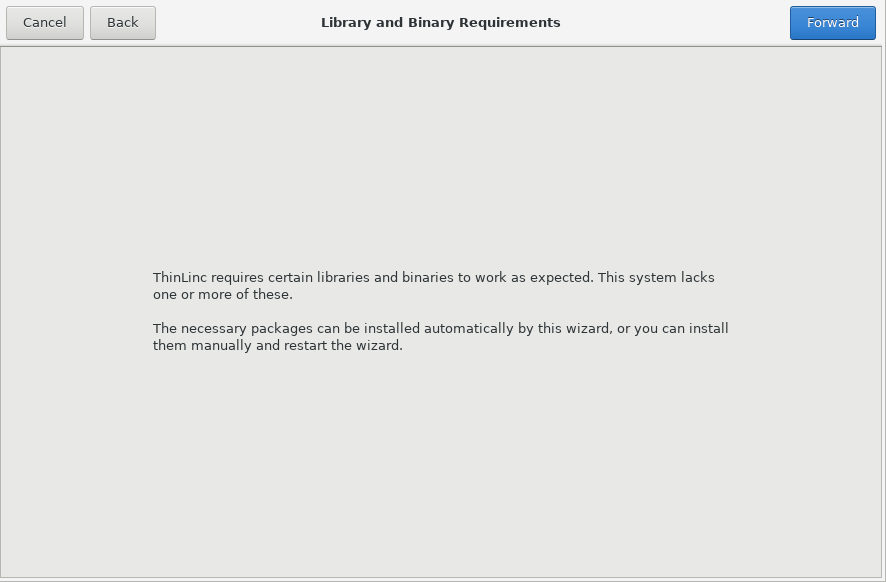 Cancel
Back
Library and Binary Requirements
Forward
ThinLinc requires certain libraries and binaries to work as expected. This system lacks
one or more of these.
The necessary packages can be installed automatically by this wizard, or you can install
them manually and restart the wizard.